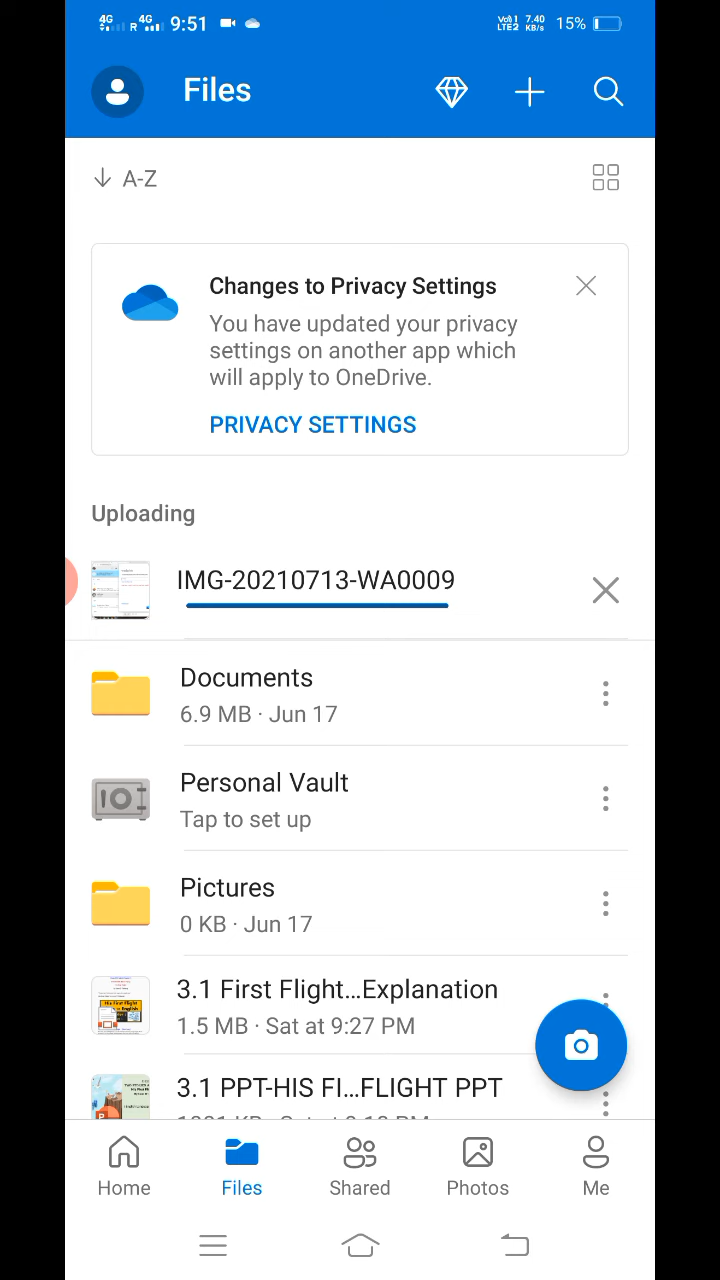 4G R 4G 9:51 Vo) 1 LTE2 7.40 KB/s 15%
Files
A-Z
Changes to Privacy Settings
You have updated your privacy
settings on another app which
will apply to OneDrive.
PRIVACY SETTINGS
Uploading
IMG-20210713-WA0009
Documents
6.9 MB · Jun 17
Personal Vault
Tap to set up
Pictures
0 KB · Jun 17
3.1 First Flight...Explanation
1.5 MB · Sat at 9:27 PM
3.1 PPT-HIS FI...FLIGHT PPT
Home Files Shared Photos Me